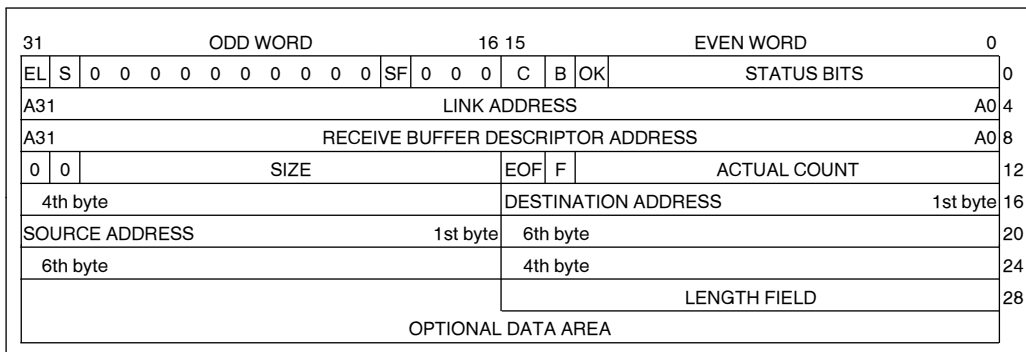 31 ODD WORD 16 15 EVEN WORD 0
EL S 0 0 0 0 0 0 0 0 0 0 SF 0 0 0 C B OK STATUS BITS 0
A31 LINK ADDRESS A0 4
A31 RECEIVE BUFFER DESCRIPTOR ADDRESS A0 8
0 0 SIZE EOF F ACTUAL COUNT 12
4th byte DESTINATION ADDRESS 1st byte 16
SOURCE ADDRESS 1st byte 6th byte 20
6th byte 4th byte 24
LENGTH FIELD 28
OPTIONAL DATA AREA